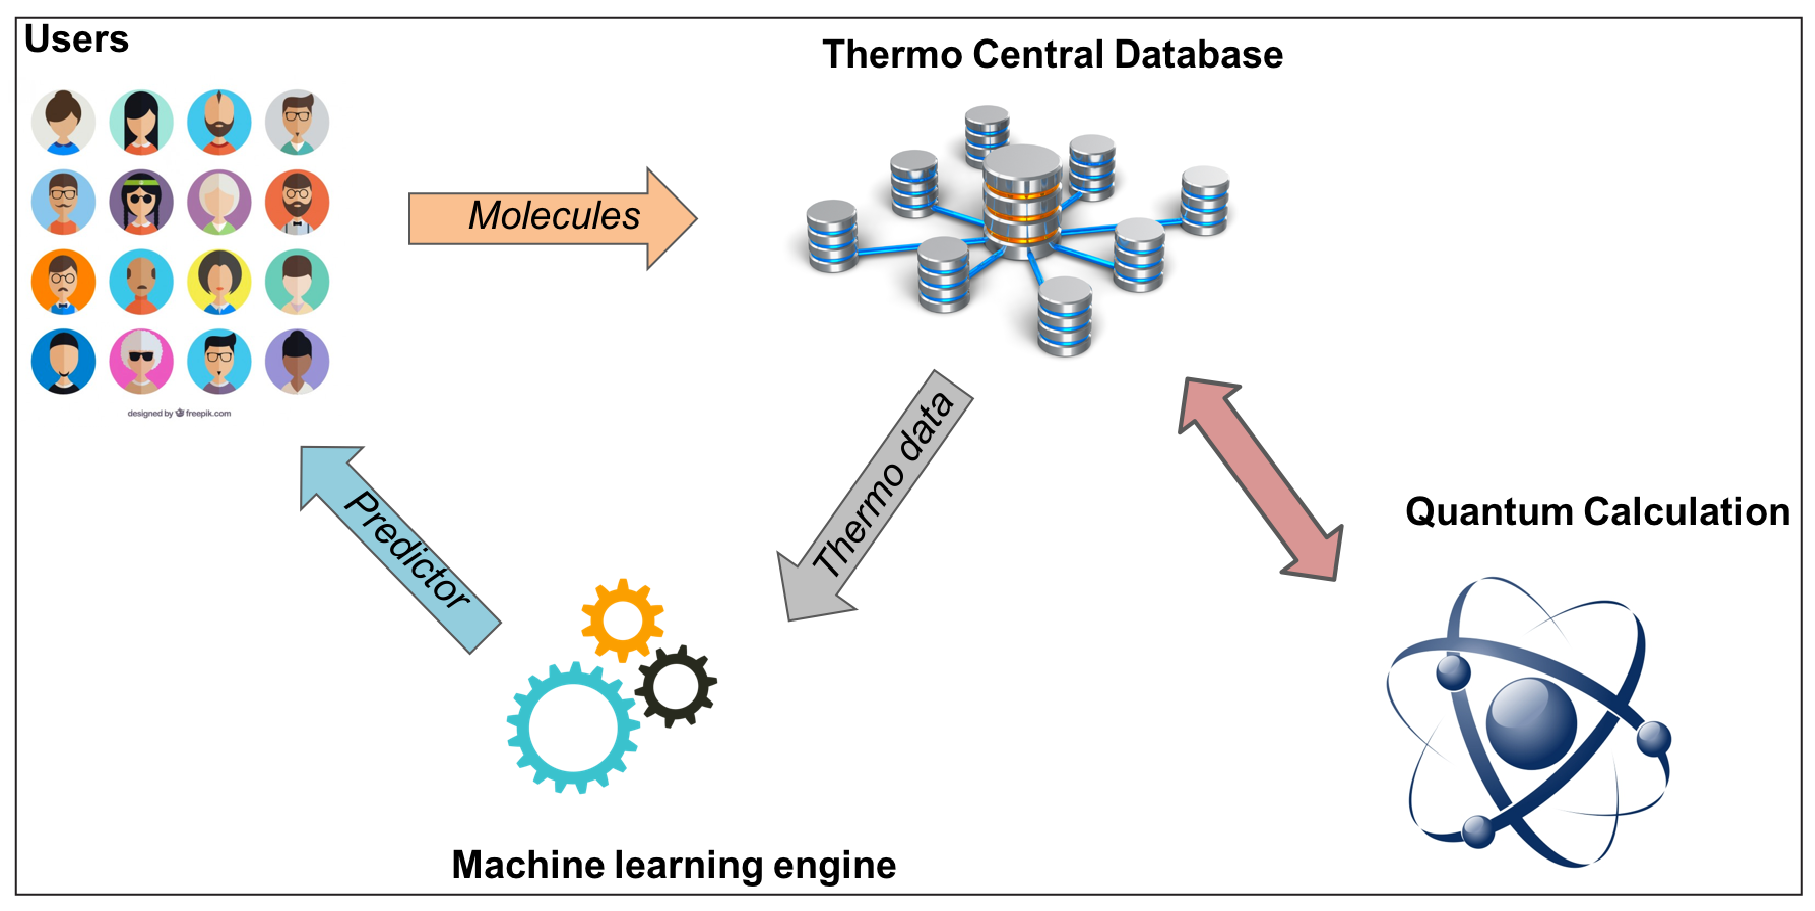 Users
Thermo Central Database
Molecules
designed by freepik.com
Thermo data
Predictor
Quantum Calculation
Machine learning engine